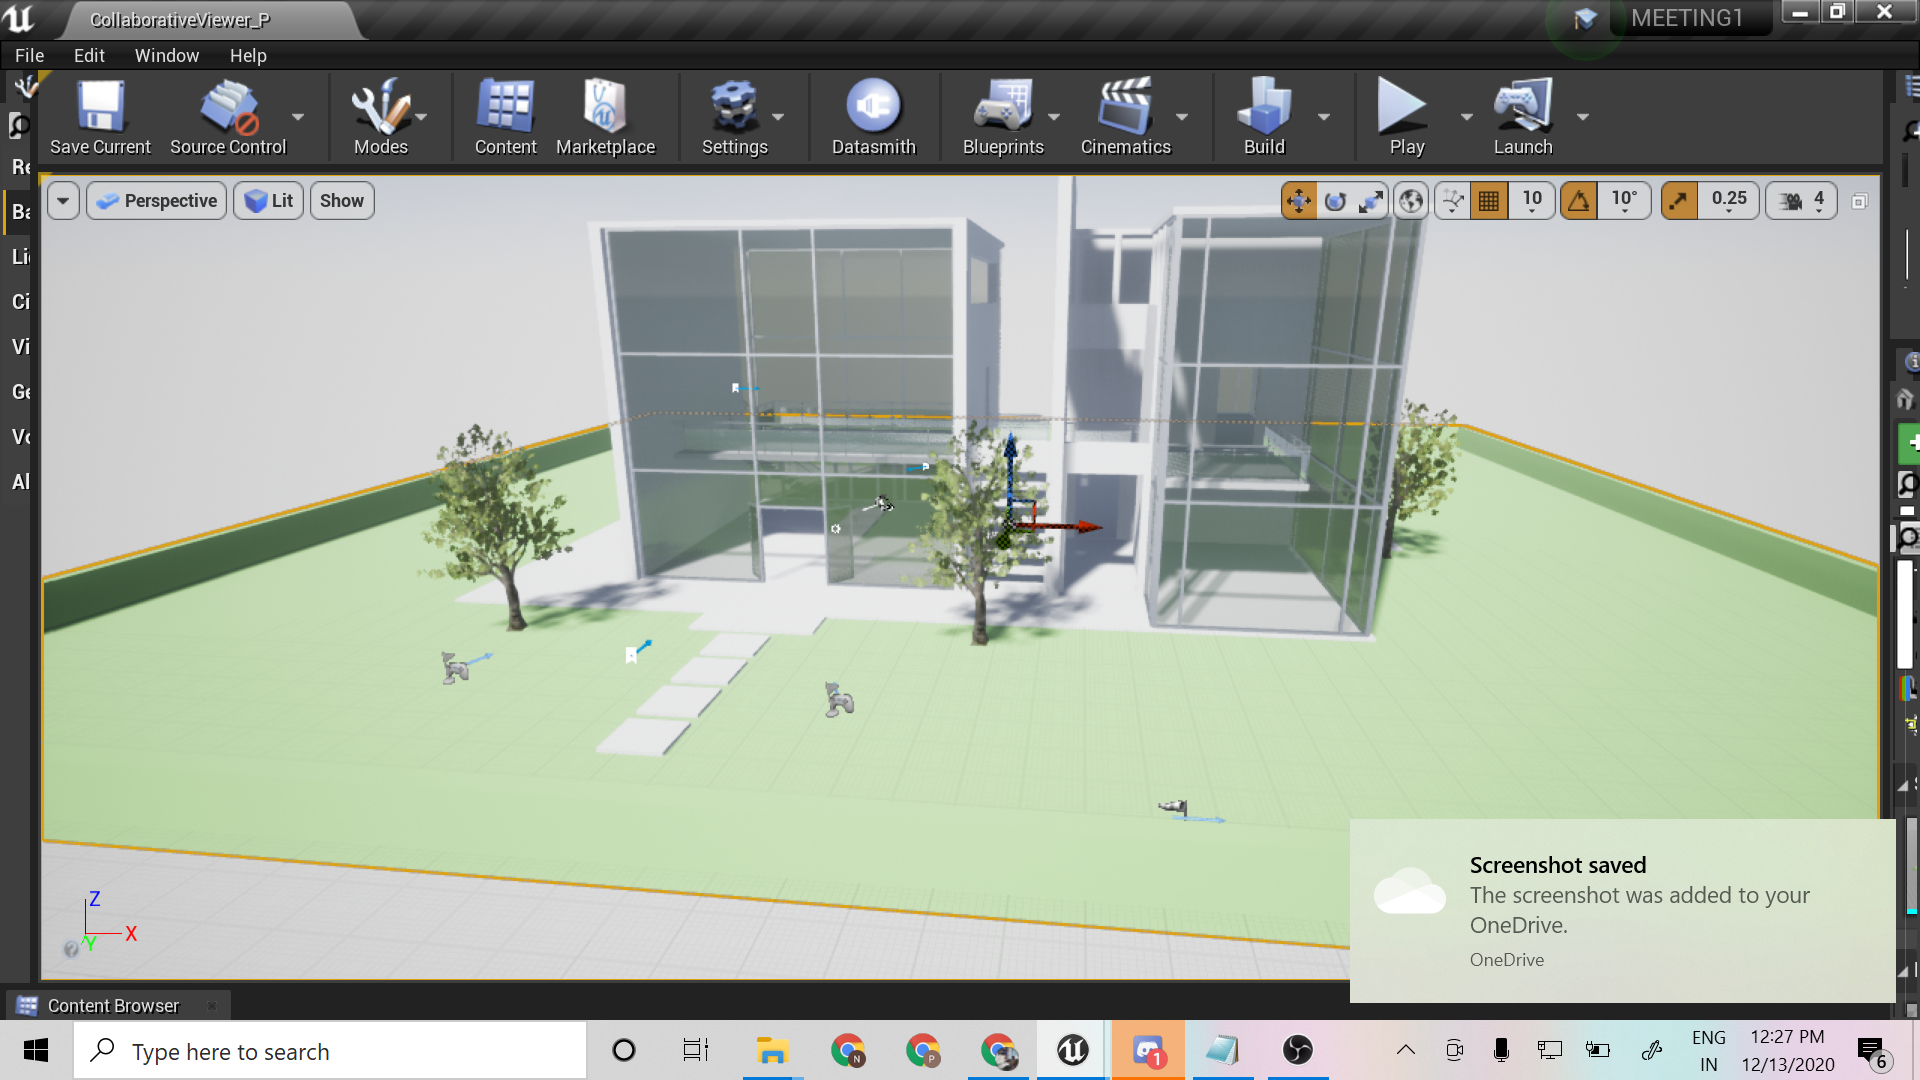 CollaborativeViewer_P
MEETING1
File Edit Window Help
Save Current Source Control Modes Content Marketplace Settings Datasmith Blueprints Cinematics Build Play Launch
Perspective Lit Show
10 10° 0.25 4
Re
Ba
Li
Ci
Vi
Ge
Vo
Al
Z
X
Y
Screenshot saved
The screenshot was added to your
OneDrive.
OneDrive
Content Browser
Type here to search
N
P
1
ENG
IN
12:27 PM
12/13/2020
6